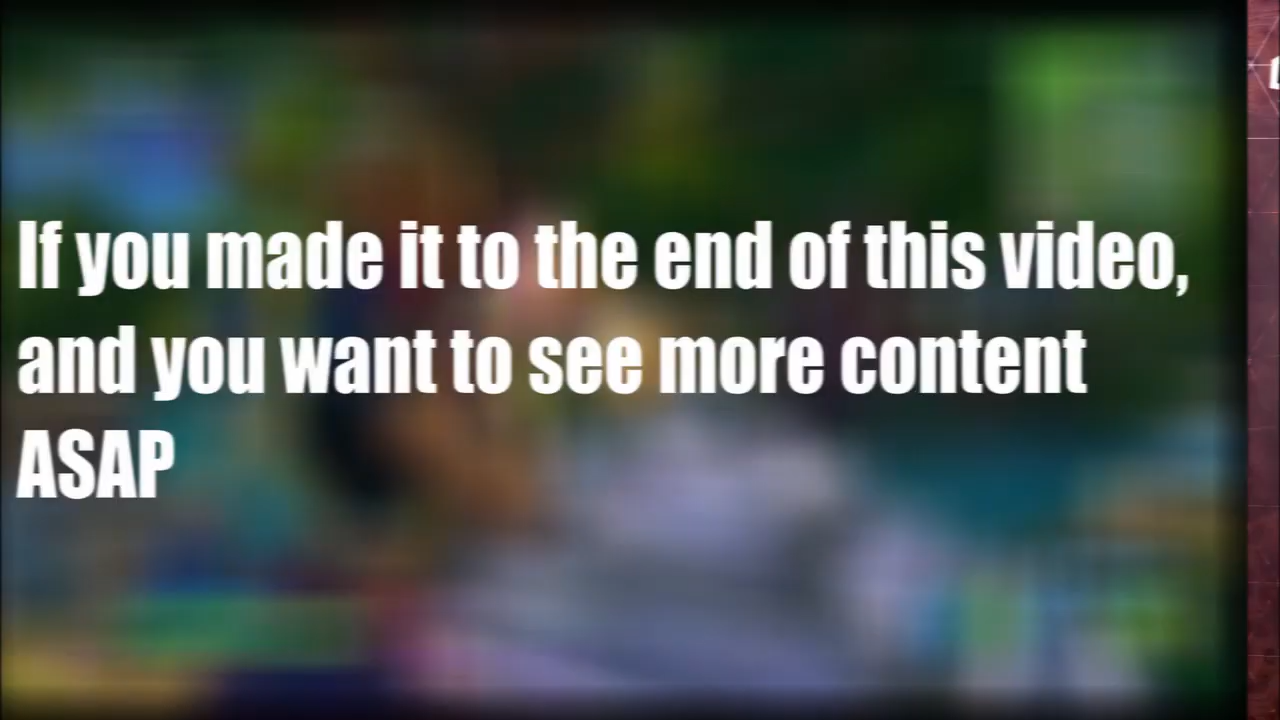 If you made it to the end of this video,
and you want to see more content
ASAP